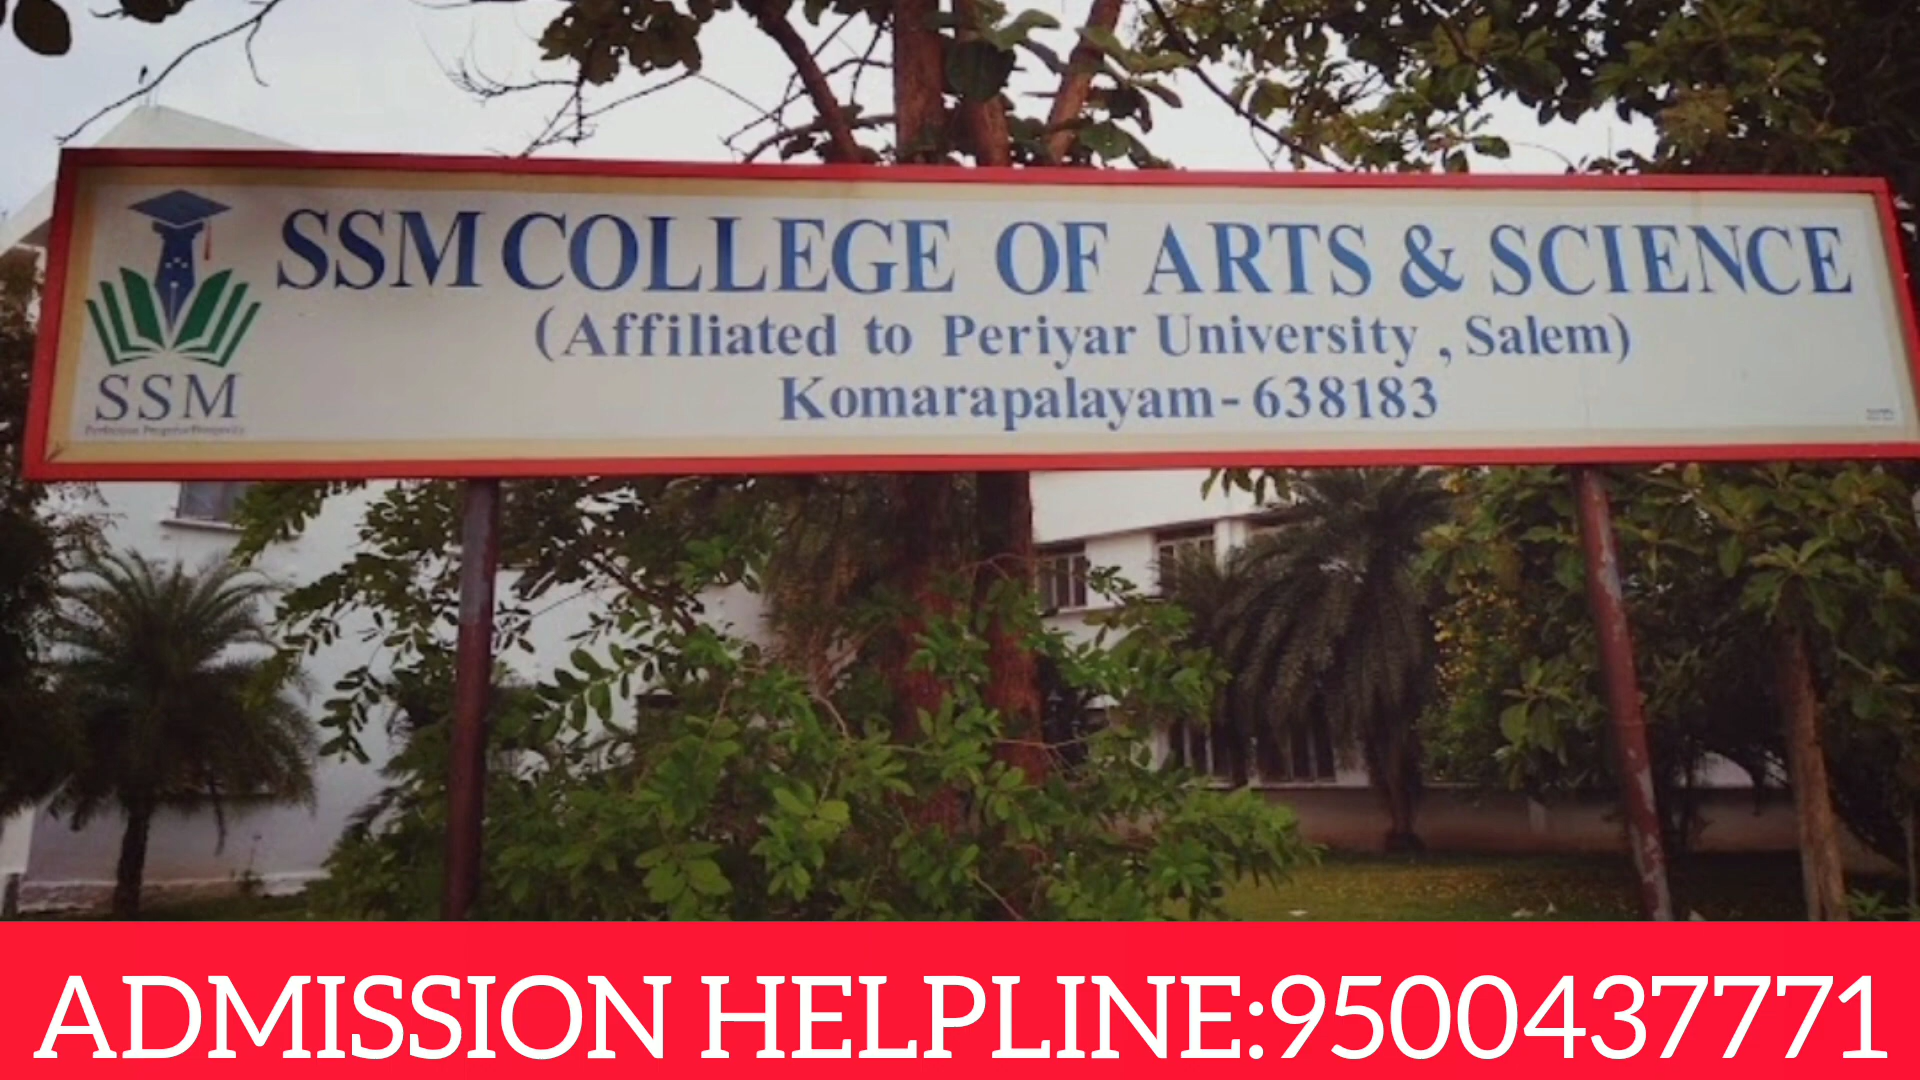 SSM COLLEGE OF ARTS & SCIENCE
(Affiliated to Periyar University , Salem)
Komarapalayam - 638183
SSM
ADMISSION HELPLINE:9500437771